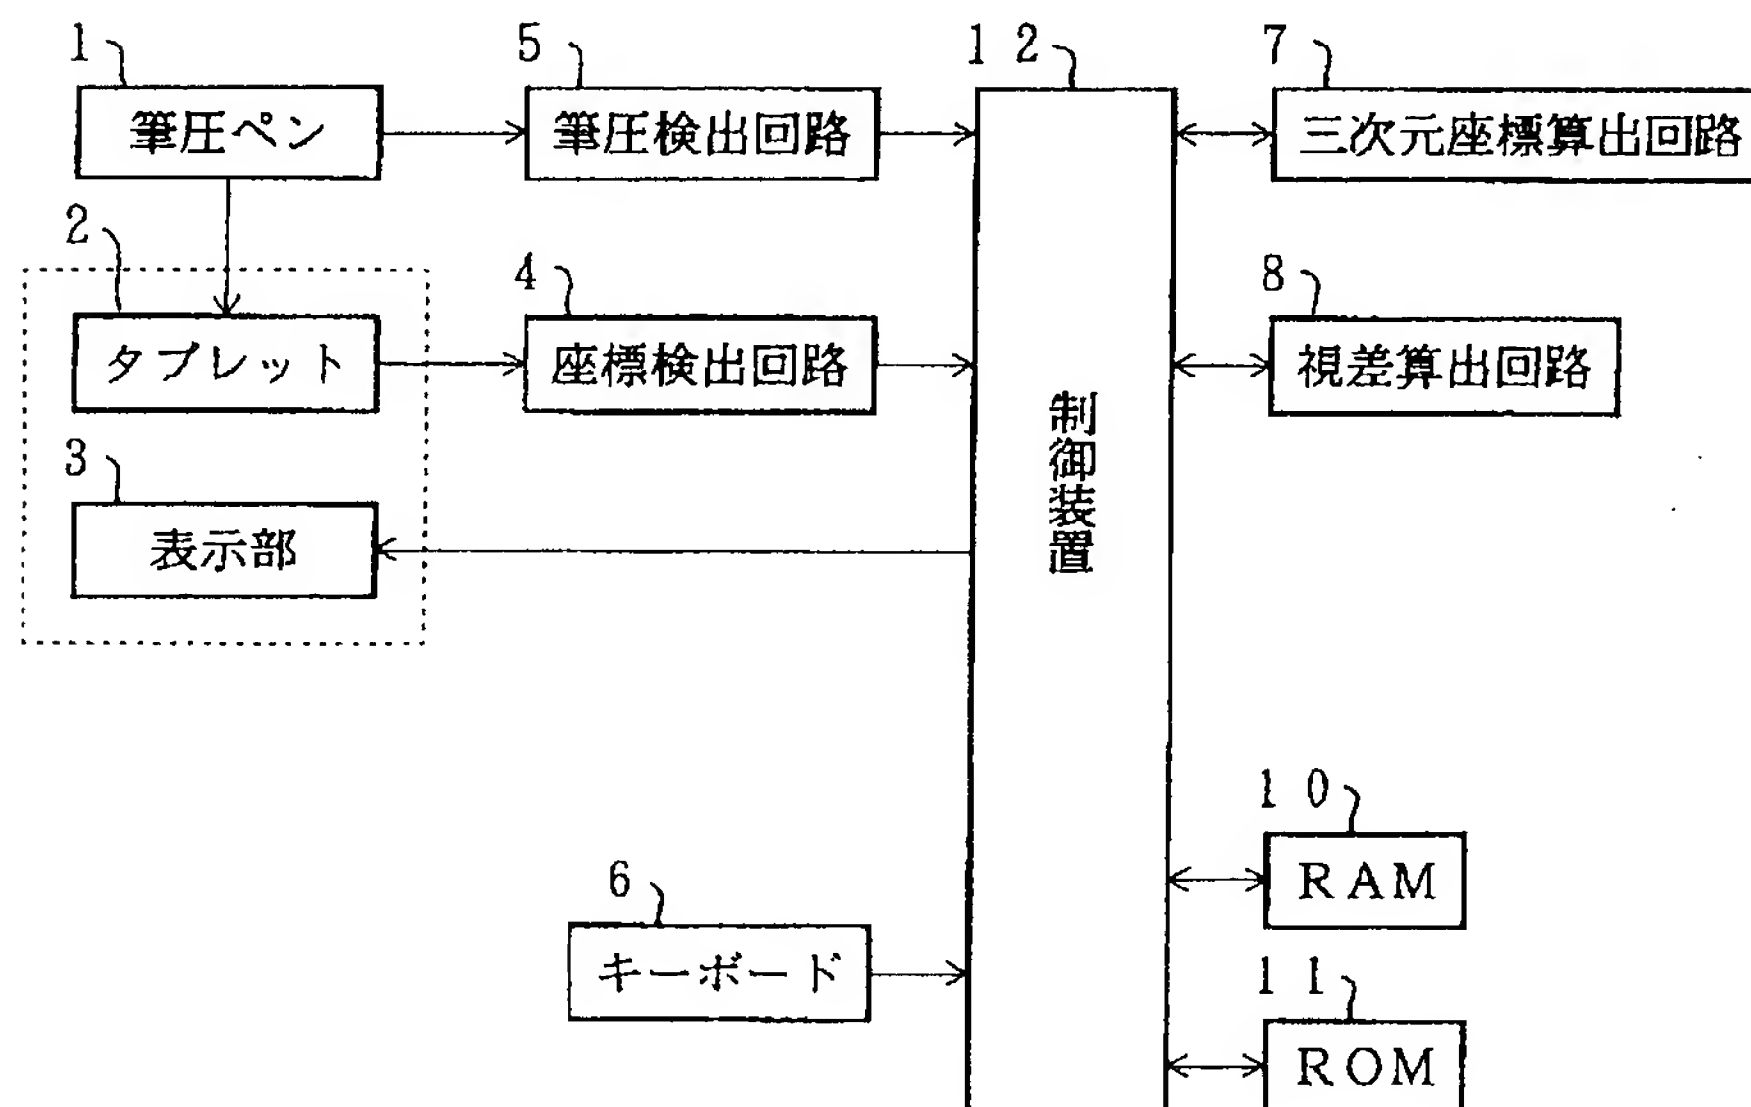 1
筆圧ペン
5
筆圧検出回路
12
制御装置
7
三次元座標算出回路
2
タブレット
4
座標検出回路
8
視差算出回路
3
表示部
10
RAM
6
キーボード
11
ROM